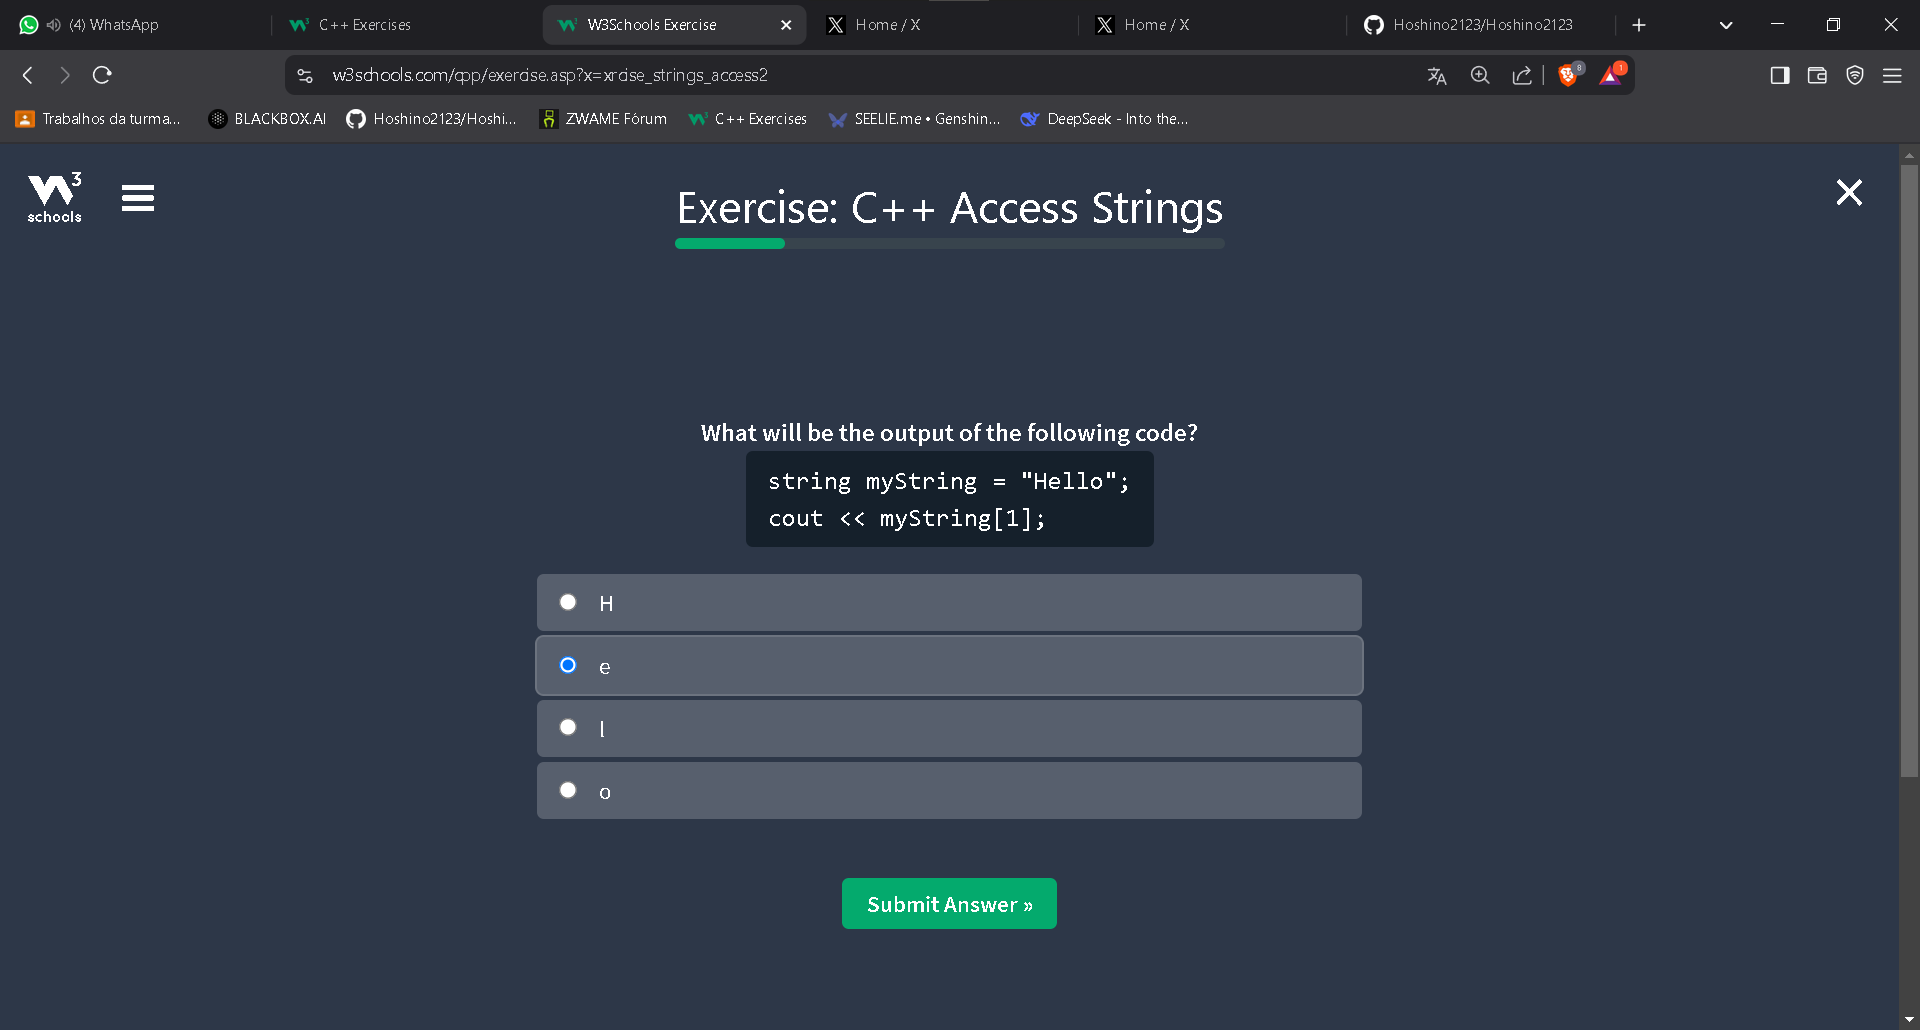 (4) WhatsApp
C++ Exercises
W3Schools Exercise
Home / X
Home / X
Hoshino2123/Hoshino2123
w3schools.com/cpp/exercise.asp?x=xrcise_strings_access2
8
1
Trabalhos da turma...
BLACKBOX.AI
Hoshino2123/Hoshi...
ZWAME Fórum
C++ Exercises
SEELIE.me • Genshin...
DeepSeek - Into the...
W3
schools
Exercise: C++ Access Strings
What will be the output of the following code?
string myString = "Hello";
cout << myString[1];
H
e
l
o
Submit Answer »